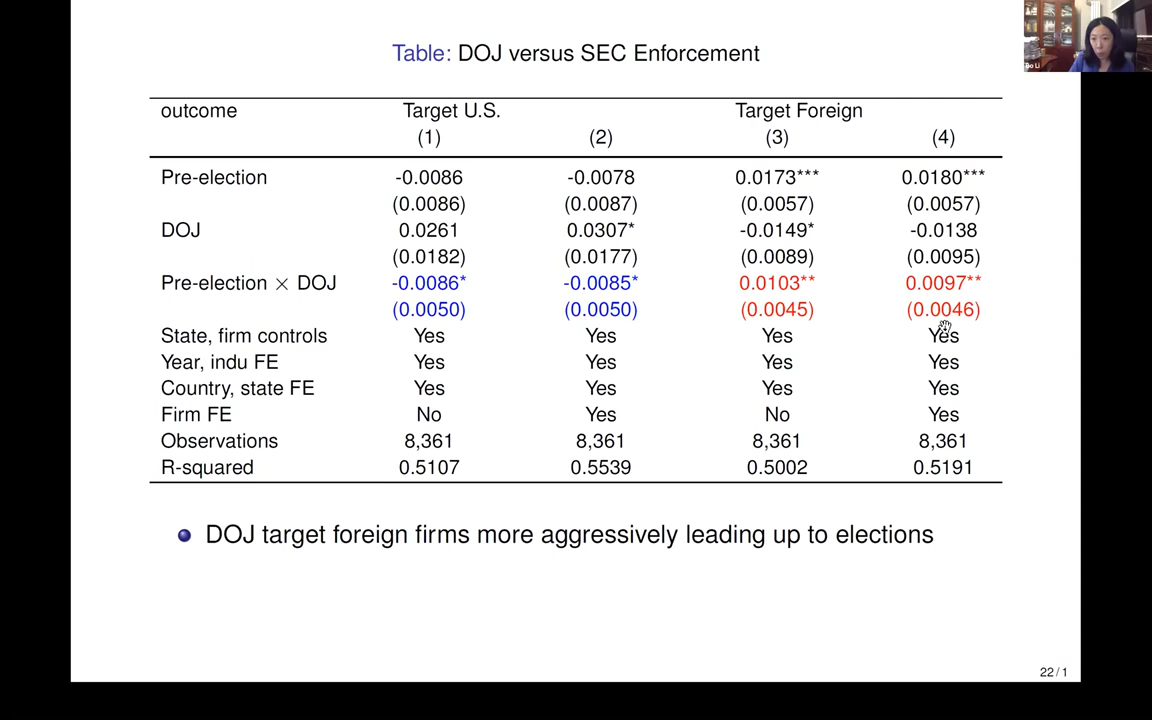 Table: DOJ versus SEC Enforcement
outcome Target U.S. Target Foreign
(1) (2) (3) (4)
Pre-election -0.0086 -0.0078 0.0173*** 0.0180***
(0.0086) (0.0087) (0.0057) (0.0057)
DOJ 0.0261 0.0307* -0.0149* -0.0138
(0.0182) (0.0177) (0.0089) (0.0095)
Pre-election × DOJ -0.0086* -0.0085* 0.0103** 0.0097**
(0.0050) (0.0050) (0.0045) (0.0046)
State, firm controls Yes Yes Yes Yes
Year, indu FE Yes Yes Yes Yes
Country, state FE Yes Yes Yes Yes
Firm FE No Yes No Yes
Observations 8,361 8,361 8,361 8,361
R-squared 0.5107 0.5539 0.5002 0.5191
DOJ target foreign firms more aggressively leading up to elections
22 / 1